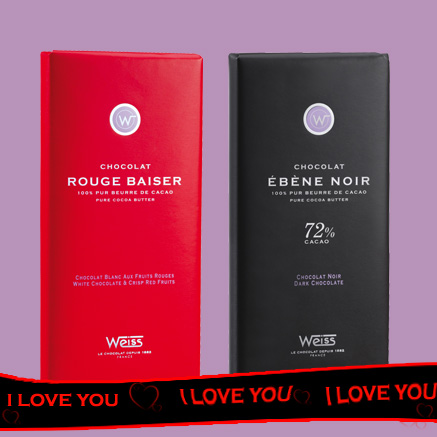 W
CHOCOLAT
ROUGE BAISER
100% PUR BEURRE DE CACAO
PURE COCOA BUTTER
CHOCOLAT BLANC AUX FRUITS ROUGES
WHITE CHOCOLATE & CRISP RED FRUITS
Weiss
LE CHOCOLAT DEPUIS 1882
FRANCE
W
CHOCOLAT
ÉBÈNE NOIR
100% PUR BEURRE DE CACAO
PURE COCOA BUTTER
72%
CACAO
CHOCOLAT NOIR
DARK CHOCOLATE
Weiss
LE CHOCOLAT DEPUIS 1882
FRANCE
I LOVE YOU I LOVE YOU I LOVE YOU